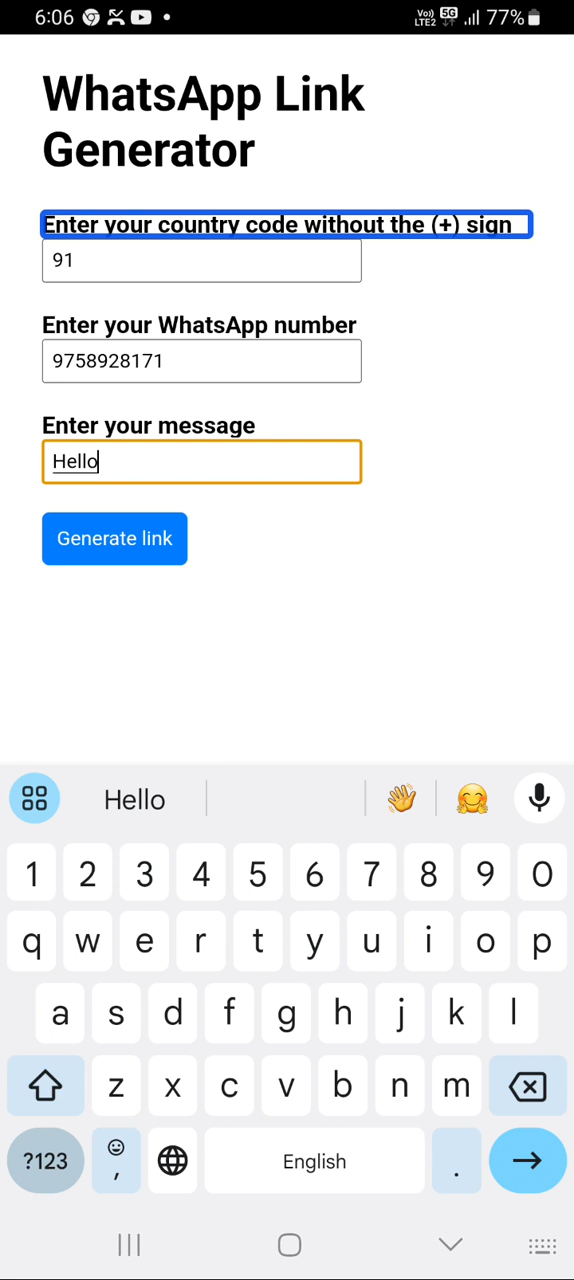 6:06 Vo)) LTE2 5G 77%
WhatsApp Link
Generator
Enter your country code without the (+) sign
91
Enter your WhatsApp number
9758928171
Enter your message
Hello
Generate link
Hello
1 2 3 4 5 6 7 8 9 0
q w e r t y u i o p
a s d f g h j k l
z x c v b n m
?123 , English .